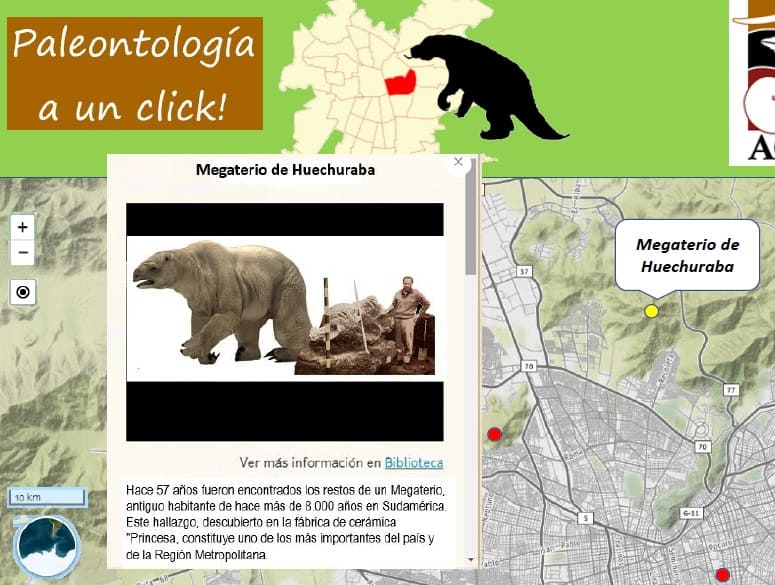 Paleontología
a un click!
AC
Megaterio de Huechuraba
×
+
−
Megaterio de
Huechuraba
57
70
77
70
G-11
5
10 km
Recoleta
Ver más información en Biblioteca
Hace 57 años fueron encontrados los restos de un Megaterio,
antiguo habitante de hace más de 8.000 años en Sudamérica.
Este hallazgo, descubierto en la fábrica de cerámica
"Princesa, constituye uno de los más importantes del país y
de la Región Metropolitana.